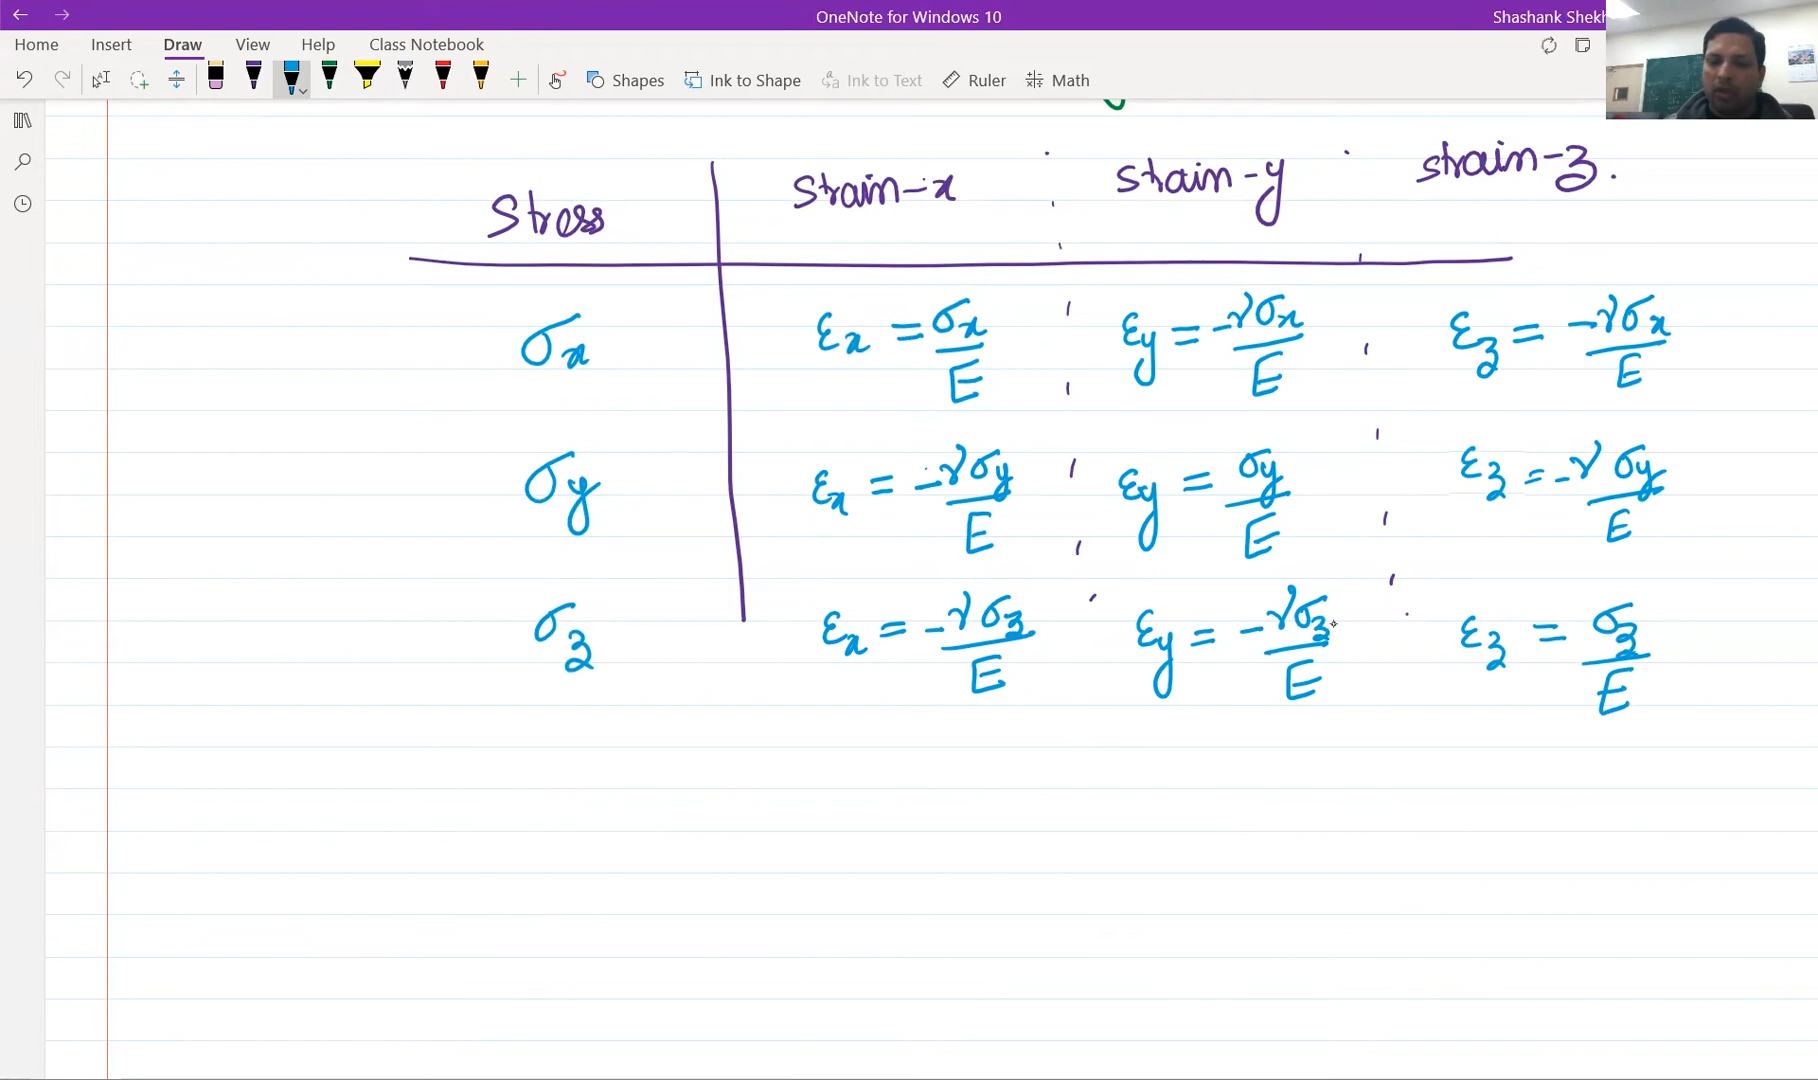 OneNote for Windows 10
Shashank Shekh
Home Insert Draw View Help Class Notebook
Shapes Ink to Shape Ink to Text Ruler Math
Stress strain-x strain-y strain-z.
σx εx = σx/E εy = -νσx/E εz = -νσx/E
σy εx = -νσy/E εy = σy/E εz = -νσy/E
σz εx = -νσz/E εy = -νσz/E εz = σz/E